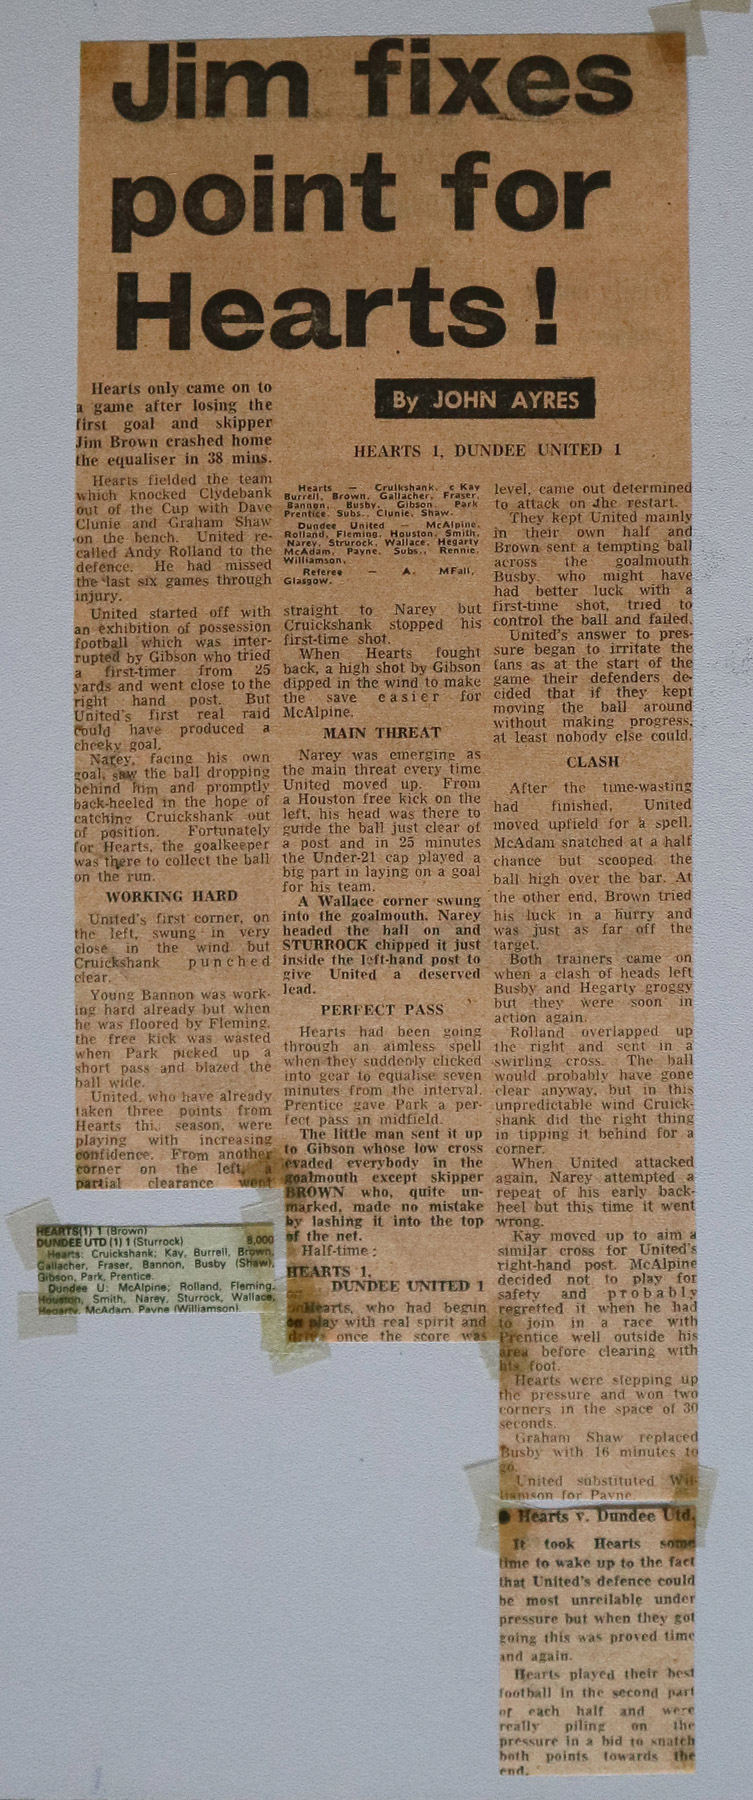 Jim fixes
point for
Hearts!
Hearts only came on to
a game after losing the
first goal and skipper
Jim Brown crashed home
the equaliser in 38 mins.
Hearts fielded the team
which knocked Clydebank
out of the Cup with Dave
Clunie and Graham Shaw
on the bench. United re-
called Andy Rolland to the
defence. He had missed
the last six games through
injury.
United started off with
an exhibition of possession
football which was inter-
rupted by Gibson who tried
a first-timer from 25
yards and went close to the
right hand post. But
United's first real raid
could have produced a
cheeky goal.
Narey, facing his own
goal, saw the ball dropping
behind him and promptly
back-heeled in the hope of
catching Cruickshank out
of position. Fortunately
for Hearts, the goalkeeper
was there to collect the ball
on the run.
WORKING HARD
United's first corner, on
the left, swung in very
close in the wind but
Cruickshank punched
clear.
Young Bannon was work-
ing hard already but when
he was floored by Fleming,
the free kick was wasted
when Park picked up a
short pass and blazed the
ball wide.
United, who have already
taken three points from
Hearts this season, were
playing with increasing
confidence. From another
corner on the left, a
partial clearance went
By JOHN AYRES
HEARTS 1, DUNDEE UNITED 1
Hearts — Cruikshank, c Kay
Burrell, Brown, Gallacher, Fraser,
Bannon, Busby, Gibson, Park
Prentice. Subs., Clunie, Shaw.
Dundee United — McAlpine,
Rolland, Fleming, Houston, Smith,
Narey, Strurock, Wallace, Hegarty
McAdam, Payne, Subs., Rennie,
Williamson.
Referee — A. MFall,
Glasgow.
straight to Narey but
Cruickshank stopped his
first-time shot.
When Hearts fought
back, a high shot by Gibson
dipped in the wind to make
the save easier for
McAlpine.
MAIN THREAT
Narey was emerging as
the main threat every time
United moved up. From
a Houston free kick on the
left, his head was there to
guide the ball just clear of
a post and in 25 minutes
the Under-21 cap played a
big part in laying on a goal
for his team.
A Wallace corner swung
into the goalmouth, Narey
headed the ball on and
STURROCK chipped it just
inside the left-hand post to
give United a deserved
lead.
PERFECT PASS
Hearts had been going
through an aimless spell
when they suddenly clicked
into gear to equalise seven
minutes from the interval.
Prentice gave Park a per-
fect pass in midfield.
The little man sent it up
to Gibson whose low cross
evaded everybody in the
goalmouth except skipper
BROWN who, quite un-
marked, made no mistake
by lashing it into the top
of the net.
Half-time:
HEARTS 1,
DUNDEE UNITED 1
Hearts, who had begun
on play with real spirit and
drive once the score was
level, came out determined
to attack on the restart.
They kept United mainly
in their own half and
Brown sent a tempting ball
across the goalmouth.
Busby, who might have
had better luck with a
first-time shot, tried to
control the ball and failed.
United's answer to pres-
sure began to irritate the
fans as at the start of the
game their defenders de-
cided that if they kept
moving the ball around
without making progress,
at least nobody else could.
CLASH
After the time-wasting
had finished, United
moved upfield for a spell.
McAdam snatched at a half
chance but scooped the
ball high over the bar. At
the other end, Brown tried
his luck in a hurry and
was just as far off the
target.
Both trainers came on
when a clash of heads left
Busby and Hegarty groggy
but they were soon in
action again.
Rolland overlapped up
the right and sent in a
swirling cross. The ball
would probably have gone
clear anyway, but in this
unpredictable wind Cruick-
shank did the right thing
in tipping it behind for a
corner.
When United attacked
again, Narey attempted a
repeat of his early back-
heel but this time it went
wrong.
Kay moved up to aim a
similar cross for United's
right-hand post. McAlpine
decided not to play for
safety and probably
regretted it when he had
to join in a race with
Prentice well outside his
area before clearing with
his foot.
Hearts were stepping up
the pressure and won two
corners in the space of 30
seconds.
Graham Shaw replaced
Busby with 16 minutes to
go.
United substituted Wil-
liamson for Payne.
HEARTS(1) 1 (Brown)
DUNDEE UTD (1) 1 (Sturrock) 8,000
Hearts: Cruickshank; Kay, Burrell, Brown,
Gallacher, Fraser, Bannon, Busby (Shaw),
Gibson, Park, Prentice.
Dundee U: McAlpine; Rolland, Fleming,
Houston, Smith, Narey, Sturrock, Wallace,
Hegarty, McAdam, Payne (Williamson).
● Hearts v. Dundee Utd.
It took Hearts some
time to wake up to the fact
that United's defence could
be most unreilable under
pressure but when they got
going this was proved time
and again.
Hearts played their best
football in the second part
of each half and were
really piling on the
pressure in a bid to snatch
both points towards the
end.